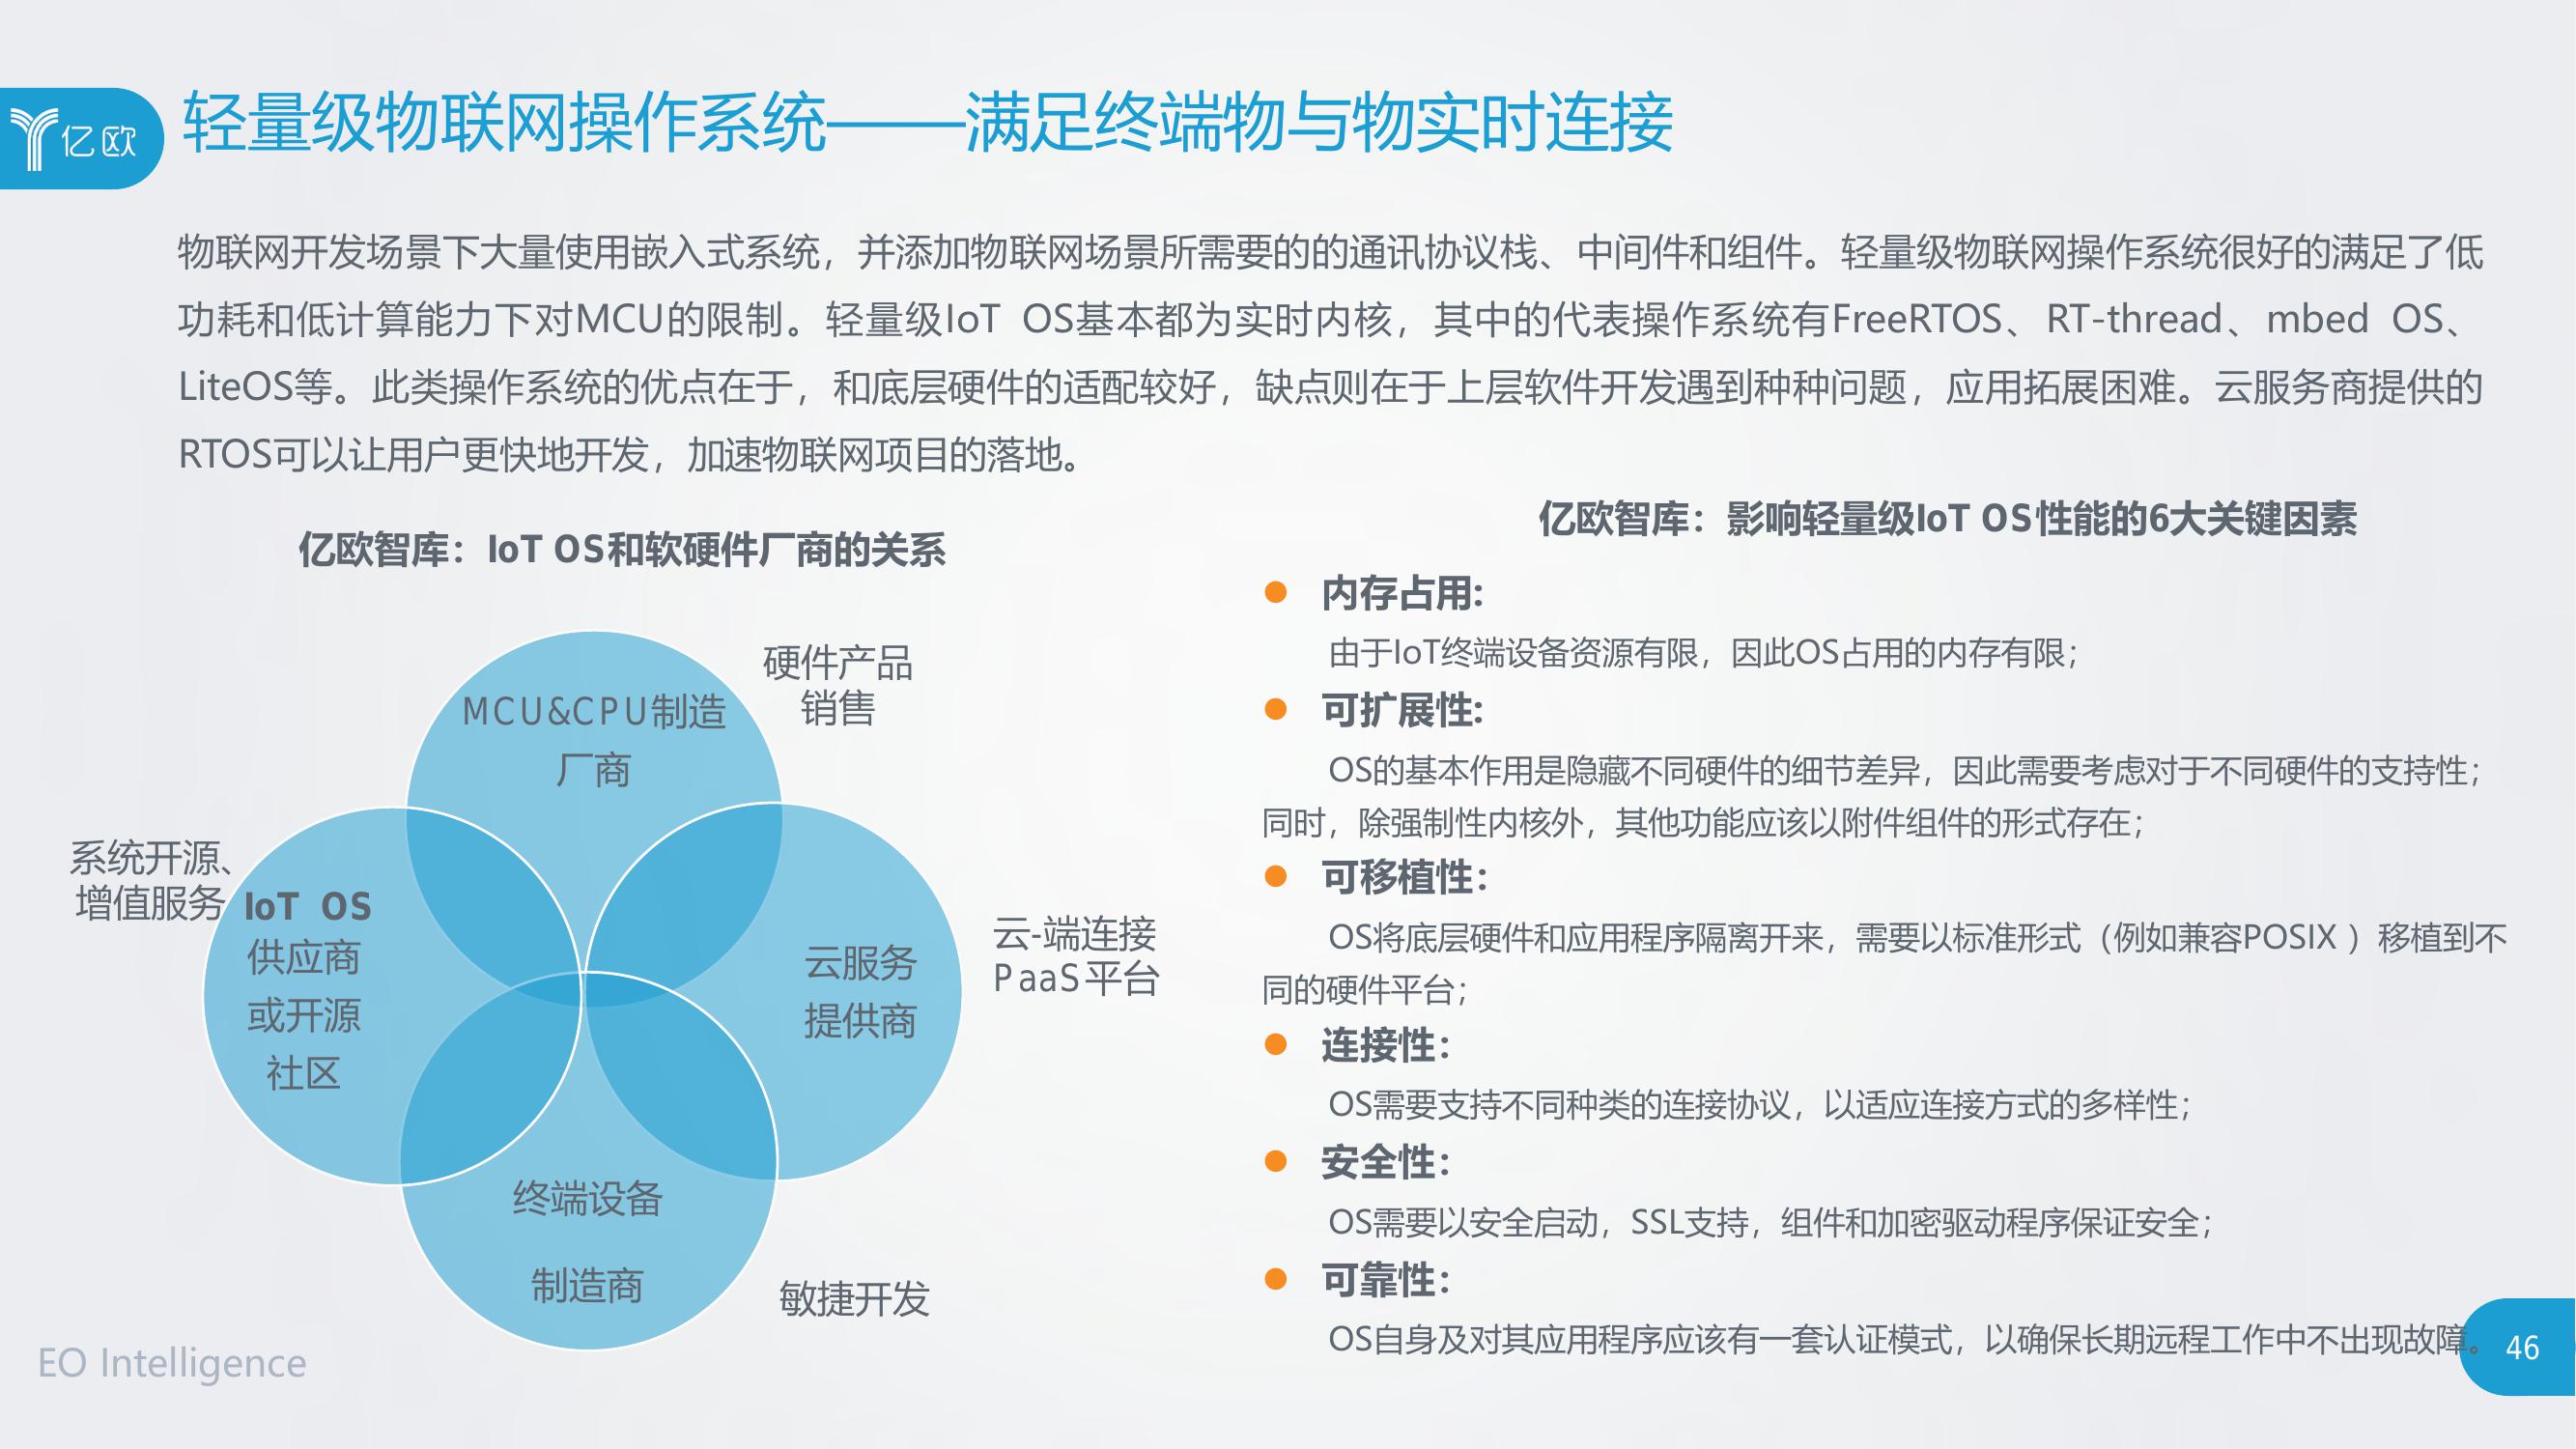 亿欧
轻量级物联网操作系统——满足终端物与物实时连接
物联网开发场景下大量使用嵌入式系统，并添加物联网场景所需要的的通讯协议栈、中间件和组件。轻量级物联网操作系统很好的满足了低
功耗和低计算能力下对MCU的限制。轻量级IoT OS基本都为实时内核，其中的代表操作系统有FreeRTOS、RT-thread、mbed OS、
LiteOS等。此类操作系统的优点在于，和底层硬件的适配较好，缺点则在于上层软件开发遇到种种问题，应用拓展困难。云服务商提供的
RTOS可以让用户更快地开发，加速物联网项目的落地。
亿欧智库：IoT OS和软硬件厂商的关系
MCU&CPU制造
厂商
硬件产品
销售
系统开源、
增值服务
IoT OS
供应商
或开源
社区
云服务
提供商
云-端连接
PaaS平台
终端设备
制造商
敏捷开发
亿欧智库：影响轻量级IoT OS性能的6大关键因素
● 内存占用:
由于IoT终端设备资源有限，因此OS占用的内存有限；
● 可扩展性:
OS的基本作用是隐藏不同硬件的细节差异，因此需要考虑对于不同硬件的支持性；
同时，除强制性内核外，其他功能应该以附件组件的形式存在；
● 可移植性：
OS将底层硬件和应用程序隔离开来，需要以标准形式（例如兼容POSIX ）移植到不
同的硬件平台；
● 连接性：
OS需要支持不同种类的连接协议，以适应连接方式的多样性；
● 安全性：
OS需要以安全启动，SSL支持，组件和加密驱动程序保证安全；
● 可靠性：
OS自身及对其应用程序应该有一套认证模式，以确保长期远程工作中不出现故障。
EO Intelligence
46